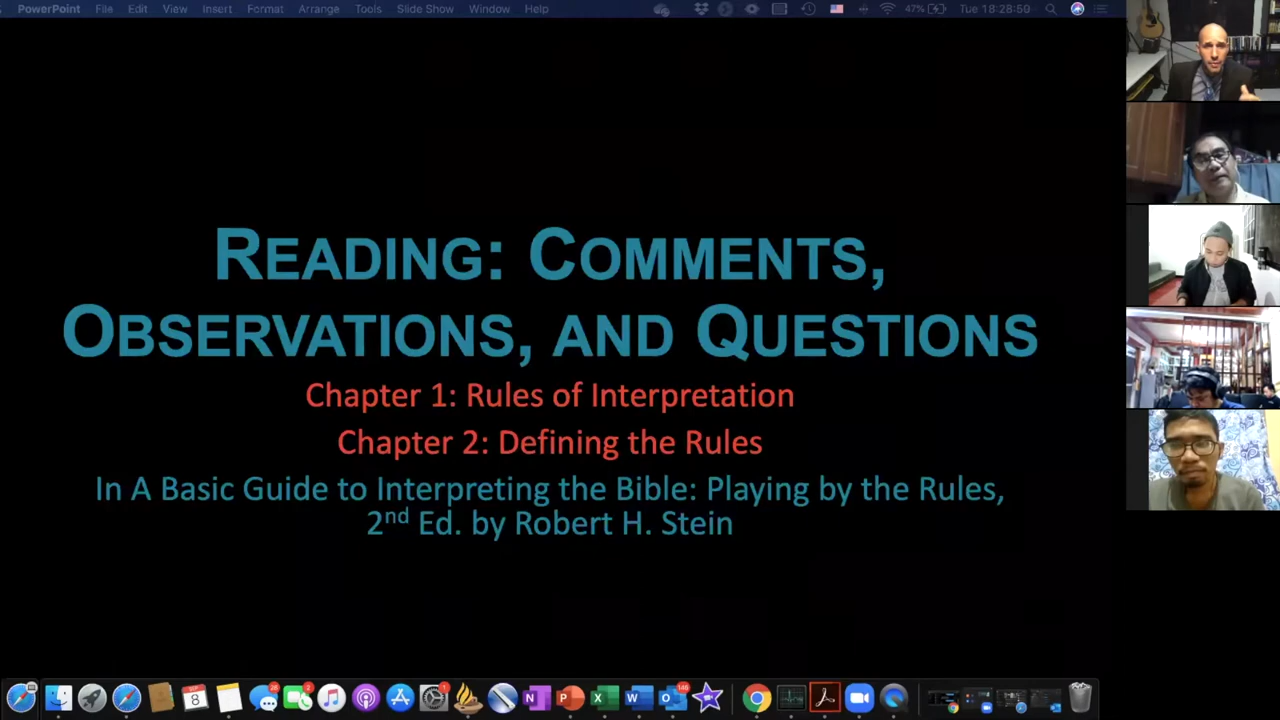 PowerPoint File Edit View Insert Format Arrange Tools Slide Show Window Help 47% Tue 18:28:50
READING: COMMENTS,
OBSERVATIONS, AND QUESTIONS
Chapter 1: Rules of Interpretation
Chapter 2: Defining the Rules
In A Basic Guide to Interpreting the Bible: Playing by the Rules,
2nd Ed. by Robert H. Stein